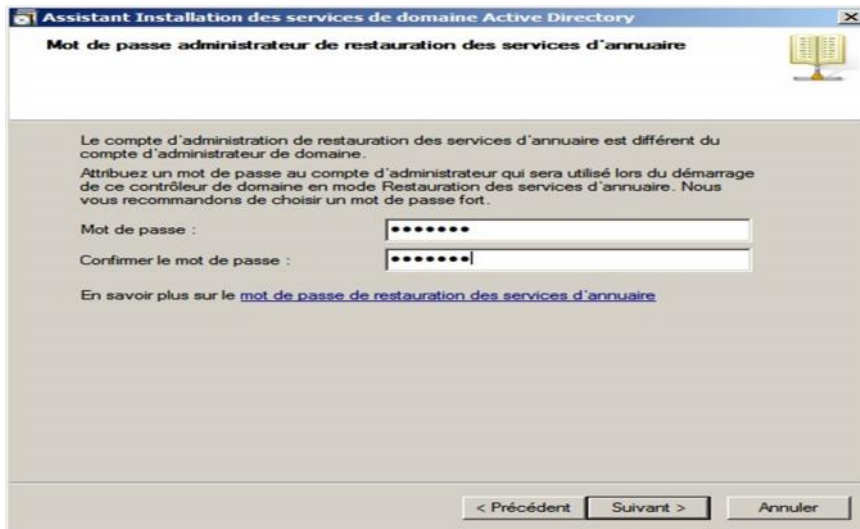 Assistant Installation des services de domaine Active Directory
Mot de passe administrateur de restauration des services d'annuaire
Le compte d'administration de restauration des services d'annuaire est différent du
compte d'administrateur de domaine.
Attribuez un mot de passe au compte d'administrateur qui sera utilisé lors du démarrage
de ce contrôleur de domaine en mode Restauration des services d'annuaire. Nous
vous recommandons de choisir un mot de passe fort.
Mot de passe : •••••••
Confirmer le mot de passe : •••••••
En savoir plus sur le mot de passe de restauration des services d'annuaire
< Précédent Suivant > Annuler